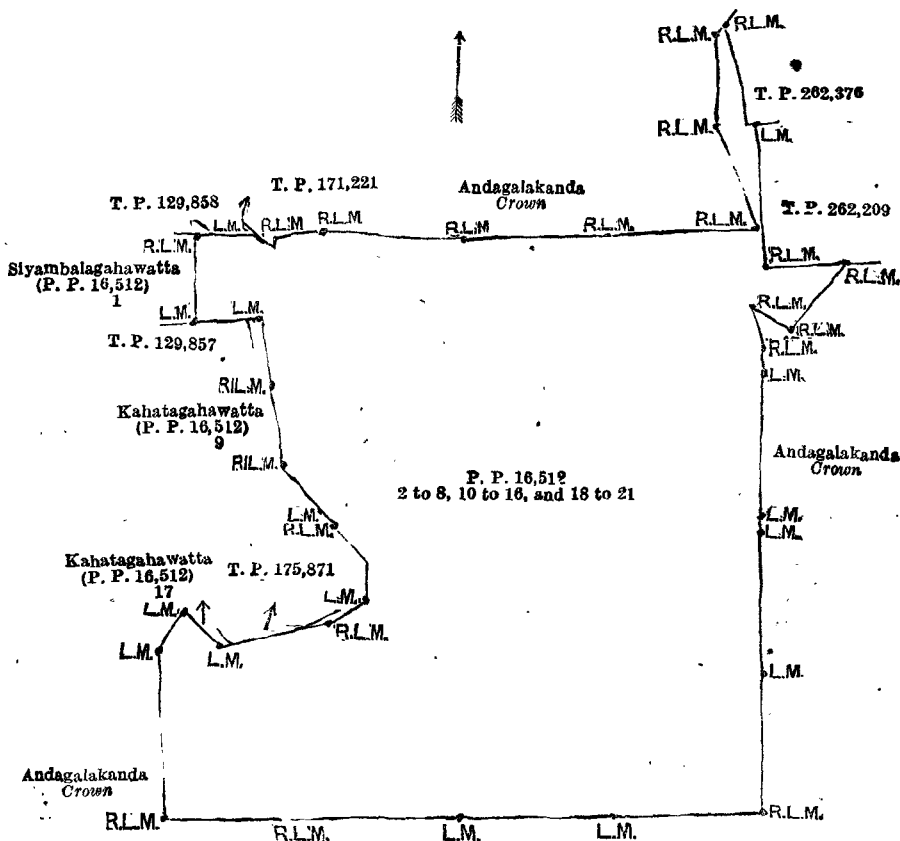 R.L.M.
R.L.M.
T. P. 262,376
R.L.M.
L.M.
T. P. 171,221
Andagalakanda
Crown
T. P. 129,858
L.M.
R.L.M
R.L.M
R.L.M
R.L.M.
T. P. 262,209
R.L.M.
Siyambalagahawatta
(P. P. 16,512)
1
R.L.M.
R.L.M.
L.M.
L.M.
R.L.M.
R.L.M.
T. P. 129,857
R.L.M.
L.M.
RIL.M.
Kahatagahawatta
(P. P. 16,512)
9
RIL.M.
Andagalakanda
Crown
P. P. 16,512
2 to 8, 10 to 16, and 18 to 21
L.M.
R.L.M.
L.M.
L.M.
Kahatagahawatta
(P. P. 16,512)
17
T. P. 175,871
L.M.
L.M.
R.L.M.
L.M.
L.M.
L.M.
Andagalakanda
Crown
R.L.M.
R.L.M.
L.M.
L.M.
R.L.M.